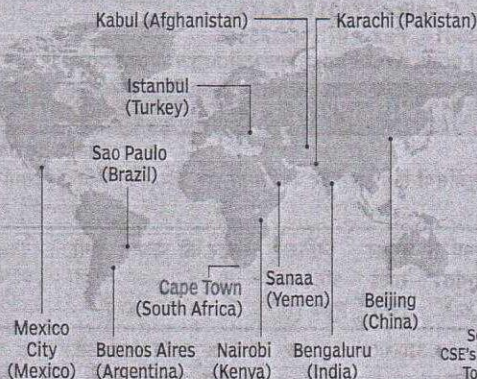 Kabul (Afghanistan)
Karachi (Pakistan)
Istanbul
(Turkey)
Sao Paulo
(Brazil)
Cape Town
(South Africa)
Sanaa
(Yemen)
Beijing
(China)
Mexico
City
(Mexico)
Buenos Aires
(Argentina)
Nairobi
(Kenya)
Bengaluru
(India)
CSE's